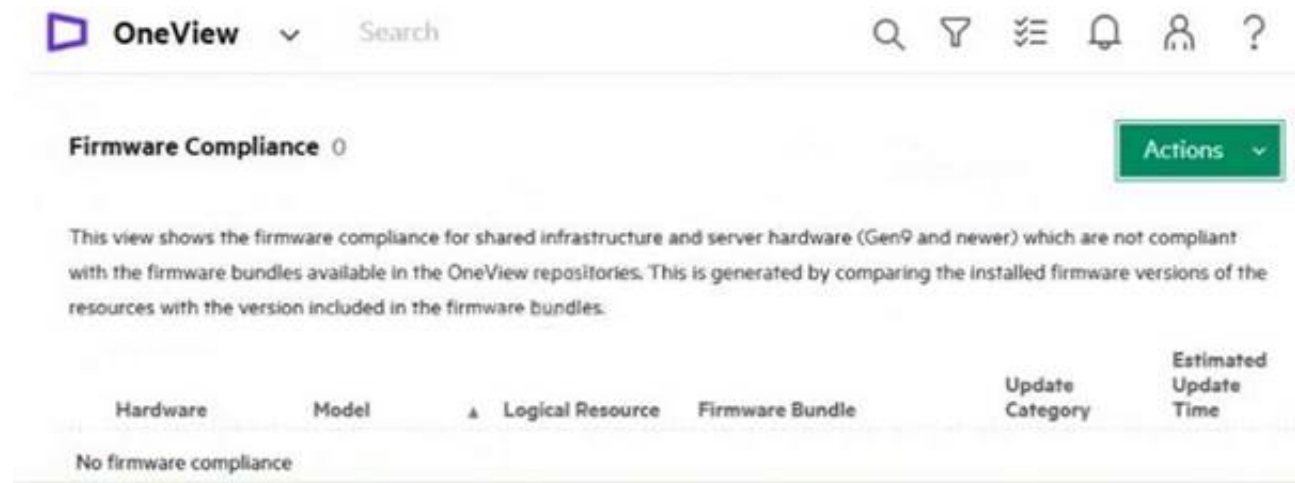 OneView Search
Firmware Compliance 0
Actions
This view shows the firmware compliance for shared infrastructure and server hardware (Gen9 and newer) which are not compliant
with the firmware bundles available in the OneView repositories. This is generated by comparing the installed firmware versions of the
resources with the version included in the firmware bundles.
Hardware Model Logical Resource Firmware Bundle Update Category Estimated Update Time
No firmware compliance